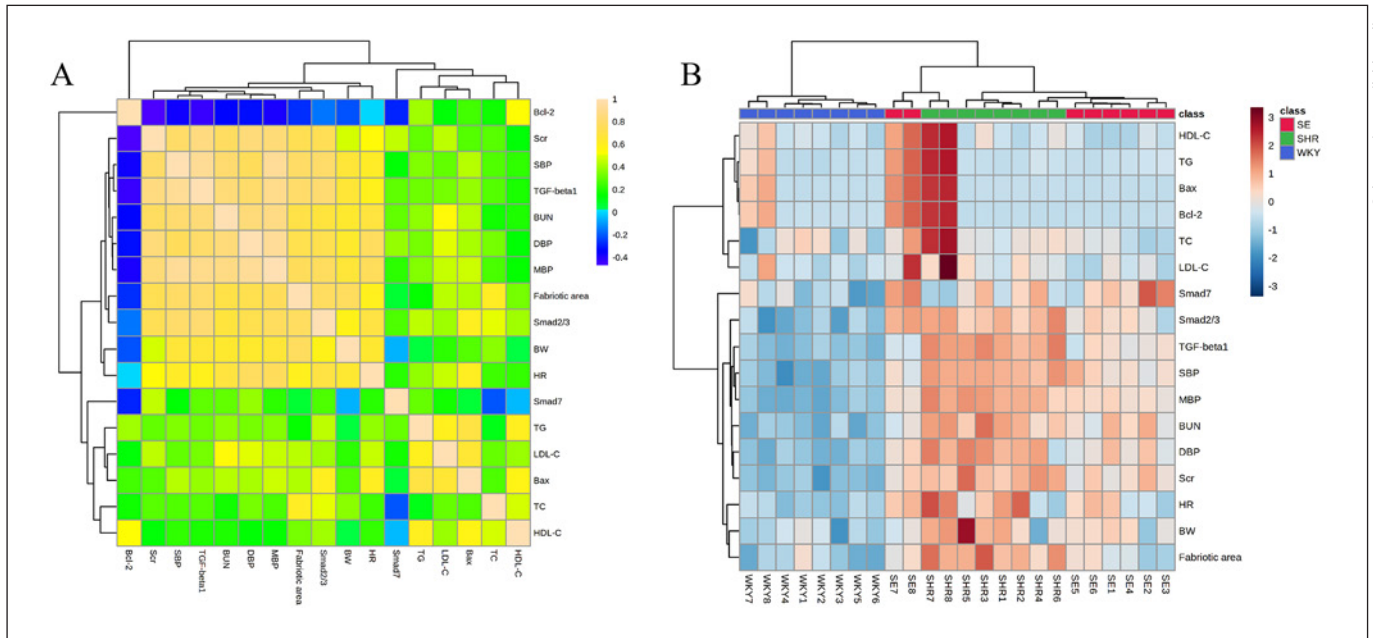 A
Bcl-2
Scr
SBP
TGF-beta1
BUN
DBP
MBP
Fabriotic area
Smad2/3
BW
HR
Smad7
TG
LDL-C
Bax
TC
HDL-C
1
0.8
0.6
0.4
0.2
0
-0.2
-0.4
Bcl-2 Scr SBP TGF-beta1 BUN DBP MBP Fabriotic area Smad2/3 BW HR Smad7 TG LDL-C Bax TC HDL-C
B
class
HDL-C
TG
Bax
Bcl-2
TC
LDL-C
Smad7
Smad2/3
TGF-beta1
SBP
MBP
BUN
DBP
Scr
HR
BW
Fabriotic area
3
2
1
0
-1
-2
-3
class
SE
SHR
WKY
WKY7 WKY8 WKY4 WKY1 WKY2 WKY3 WKY5 WKY6 SE7 SE8 SHR7 SHR8 SHR5 SHR3 SHR1 SHR2 SHR4 SHR6 SE5 SE6 SE1 SE4 SE2 SE3